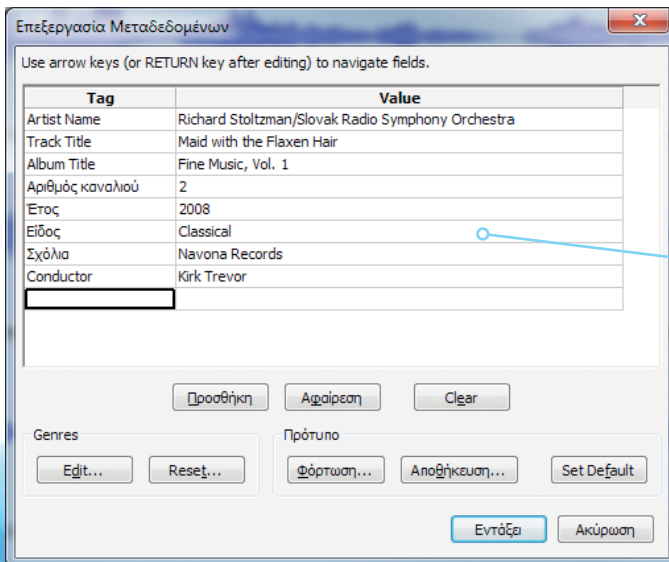 Επεξεργασία Μεταδεδομένων
Use arrow keys (or RETURN key after editing) to navigate fields.
Tag Value
Artist Name Richard Stoltzman/Slovak Radio Symphony Orchestra
Track Title Maid with the Flaxen Hair
Album Title Fine Music, Vol. 1
Αριθμός καναλιού 2
Έτος 2008
Είδος Classical
Σχόλια Navona Records
Conductor Kirk Trevor
Προσθήκη Αφαίρεση Clear
Genres Πρότυπο
Edit... Reset... Φόρτωση... Αποθήκευση... Set Default
Εντάξει Ακύρωση